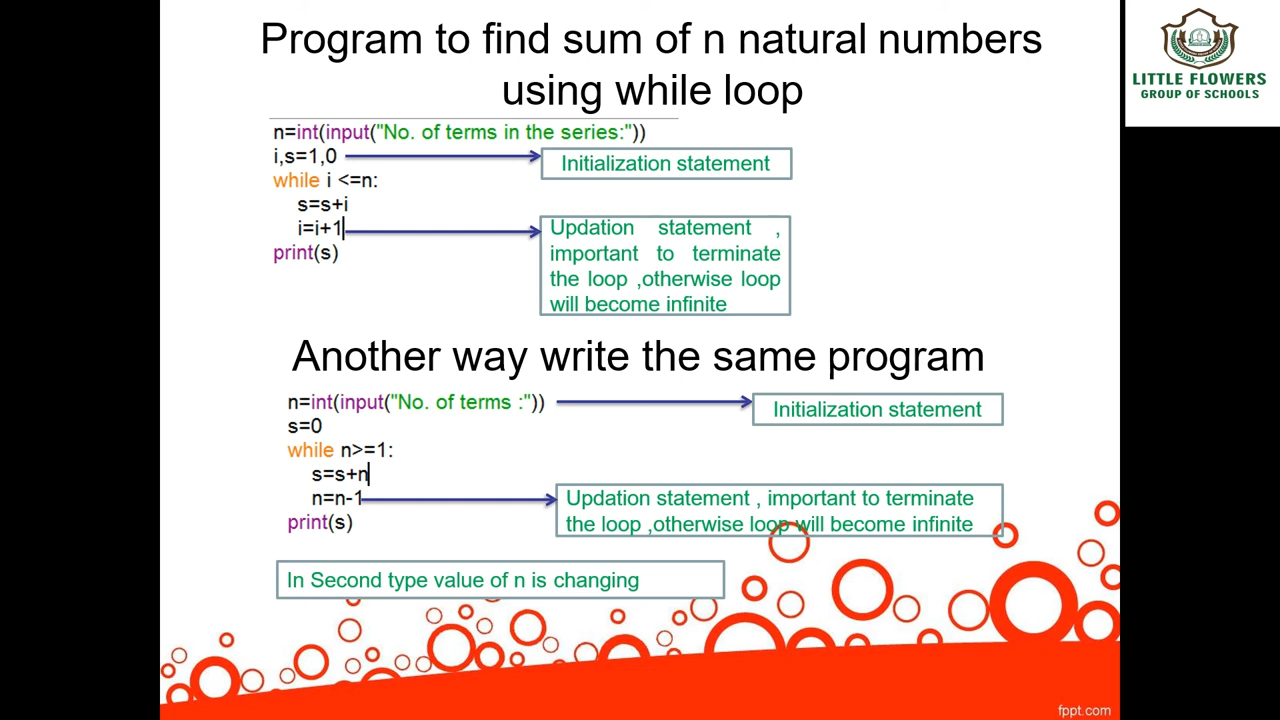 Program to find sum of n natural numbers
using while loop
LITTLE FLOWERS
GROUP OF SCHOOLS
n=int(input("No. of terms in the series:"))
i,s=1,0
Initialization statement
while i <=n:
s=s+i
i=i+1
print(s)
Updation statement ,
important to terminate
the loop ,otherwise loop
will become infinite
Another way write the same program
n=int(input("No. of terms :"))
Initialization statement
s=0
while n>=1:
s=s+n
n=n-1
print(s)
Updation statement , important to terminate
the loop ,otherwise loop will become infinite
In Second type value of n is changing
fppt.com